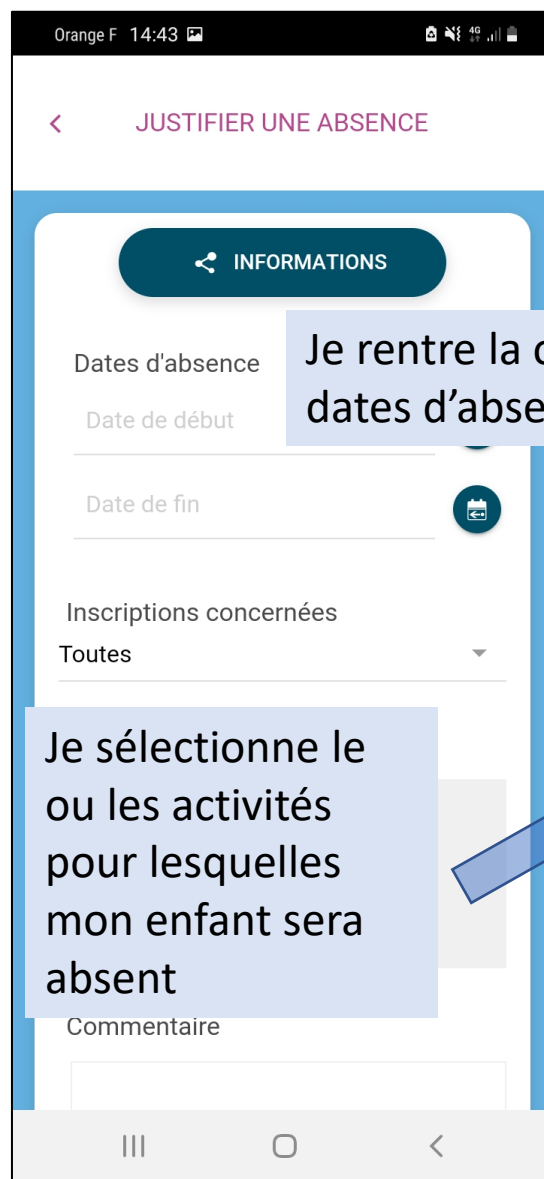 Orange F 14:43 4G
JUSTIFIER UNE ABSENCE
INFORMATIONS
Dates d'absence
Je rentre la
dates d'abse
Date de début
Date de fin
Inscriptions concernées
Toutes
Je sélectionne le
ou les activités
pour lesquelles
mon enfant sera
absent
Commentaire